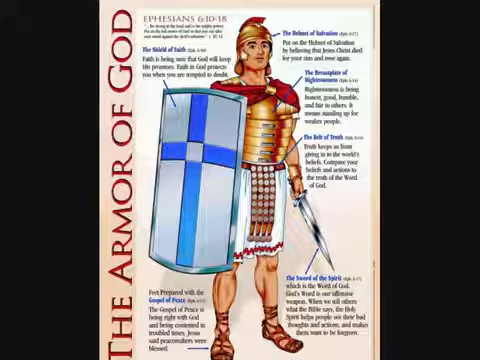 THE ARMOR OF GOD
EPHESIANS 6:10-18
The Shield of Faith
Faith is being sure that God will keep
His promises. Faith in God protects
you when you are tempted to doubt.
The Helmet of Salvation
Put on the Helmet of Salvation
by believing that Jesus Christ died
for your sins and rose again.
The Breastplate of
Righteousness
Righteousness is being
honest, good, humble,
and fair to others. It
means standing up for
weaker people.
The Belt of Truth
Truth keeps us from
giving in to the world's
beliefs. Compare your
beliefs and actions to
the truth of the Word
of God.
The Sword of the Spirit
which is the Word of God.
God's Word is our offensive
weapon. When we tell others
what the Bible says, the Holy
Spirit helps people see their bad
thoughts and actions, and makes
them want to be forgiven.
Feet Prepared with the
Gospel of Peace
The Gospel of Peace is
being right with God
and being contented in
troubled times. Jesus
said peacemakers were
blessed.